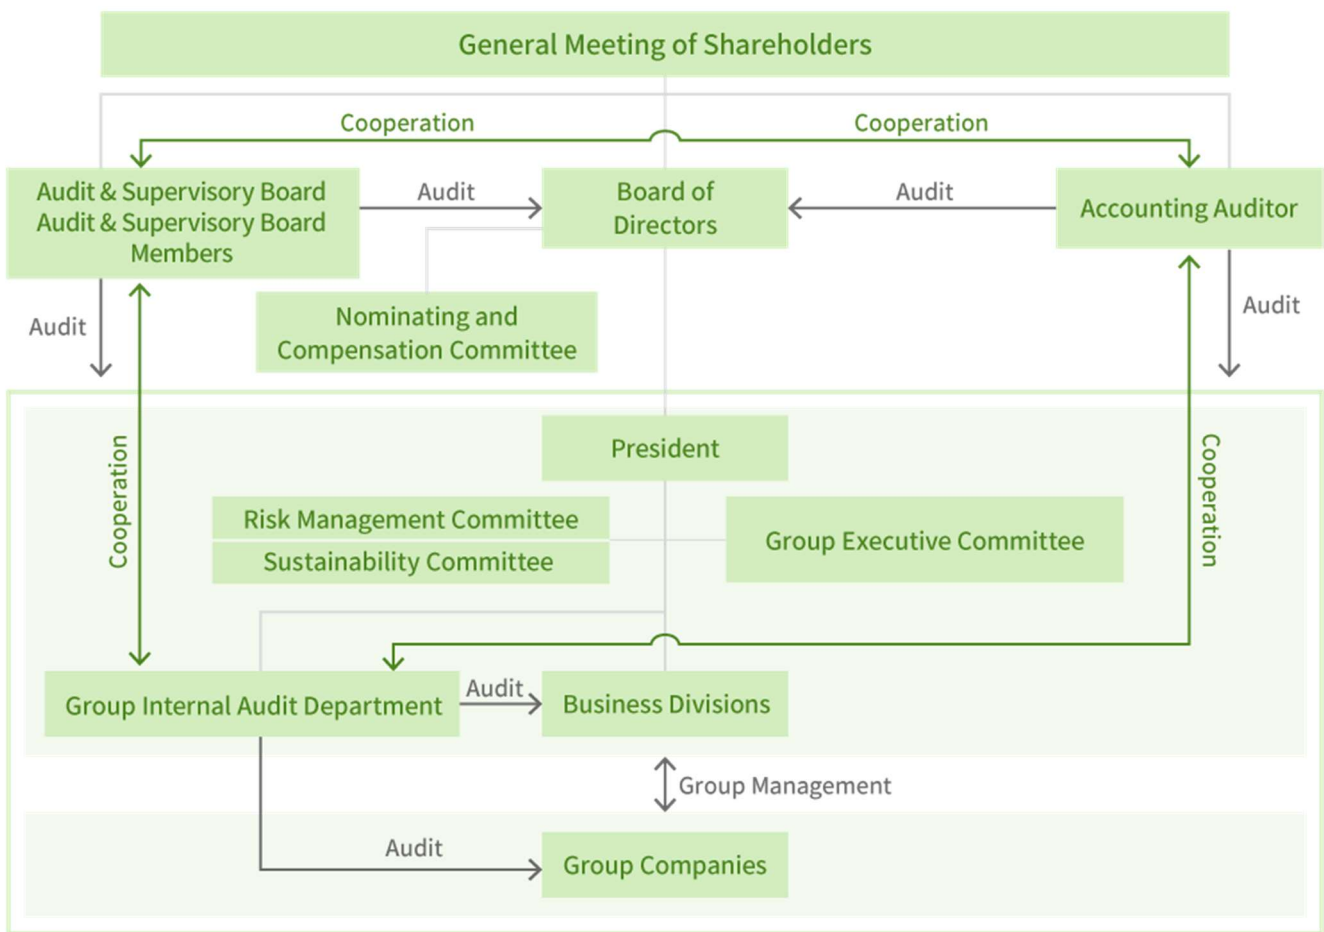 General Meeting of Shareholders
Cooperation
Cooperation
Audit & Supervisory Board
Audit & Supervisory Board
Members
Audit
Board of
Directors
Audit
Accounting Auditor
Audit
Nominating and
Compensation Committee
Audit
Cooperation
President
Cooperation
Risk Management Committee
Sustainability Committee
Group Executive Committee
Group Internal Audit Department
Audit
Business Divisions
Group Management
Audit
Group Companies